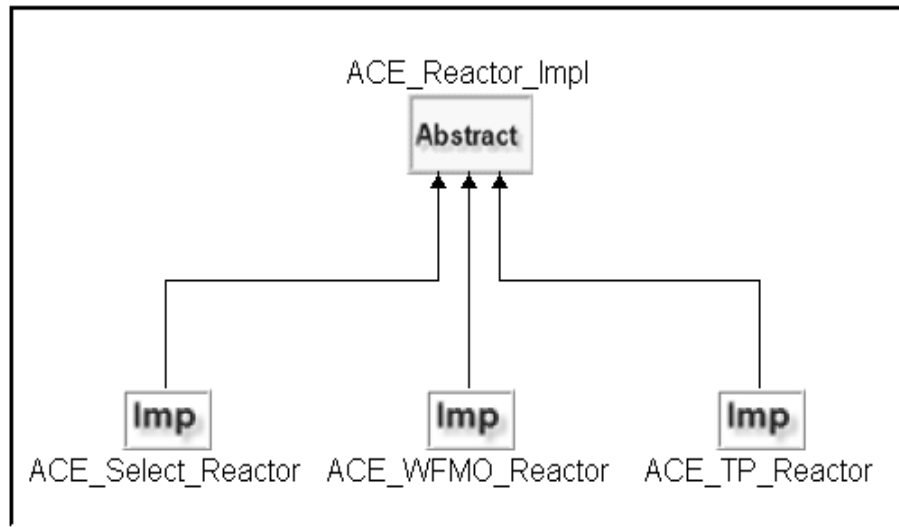 ACE_Reactor_Impl
Abstract
Imp
Imp
Imp
ACE_Select_Reactor
ACE_WFMO_Reactor
ACE_TP_Reactor